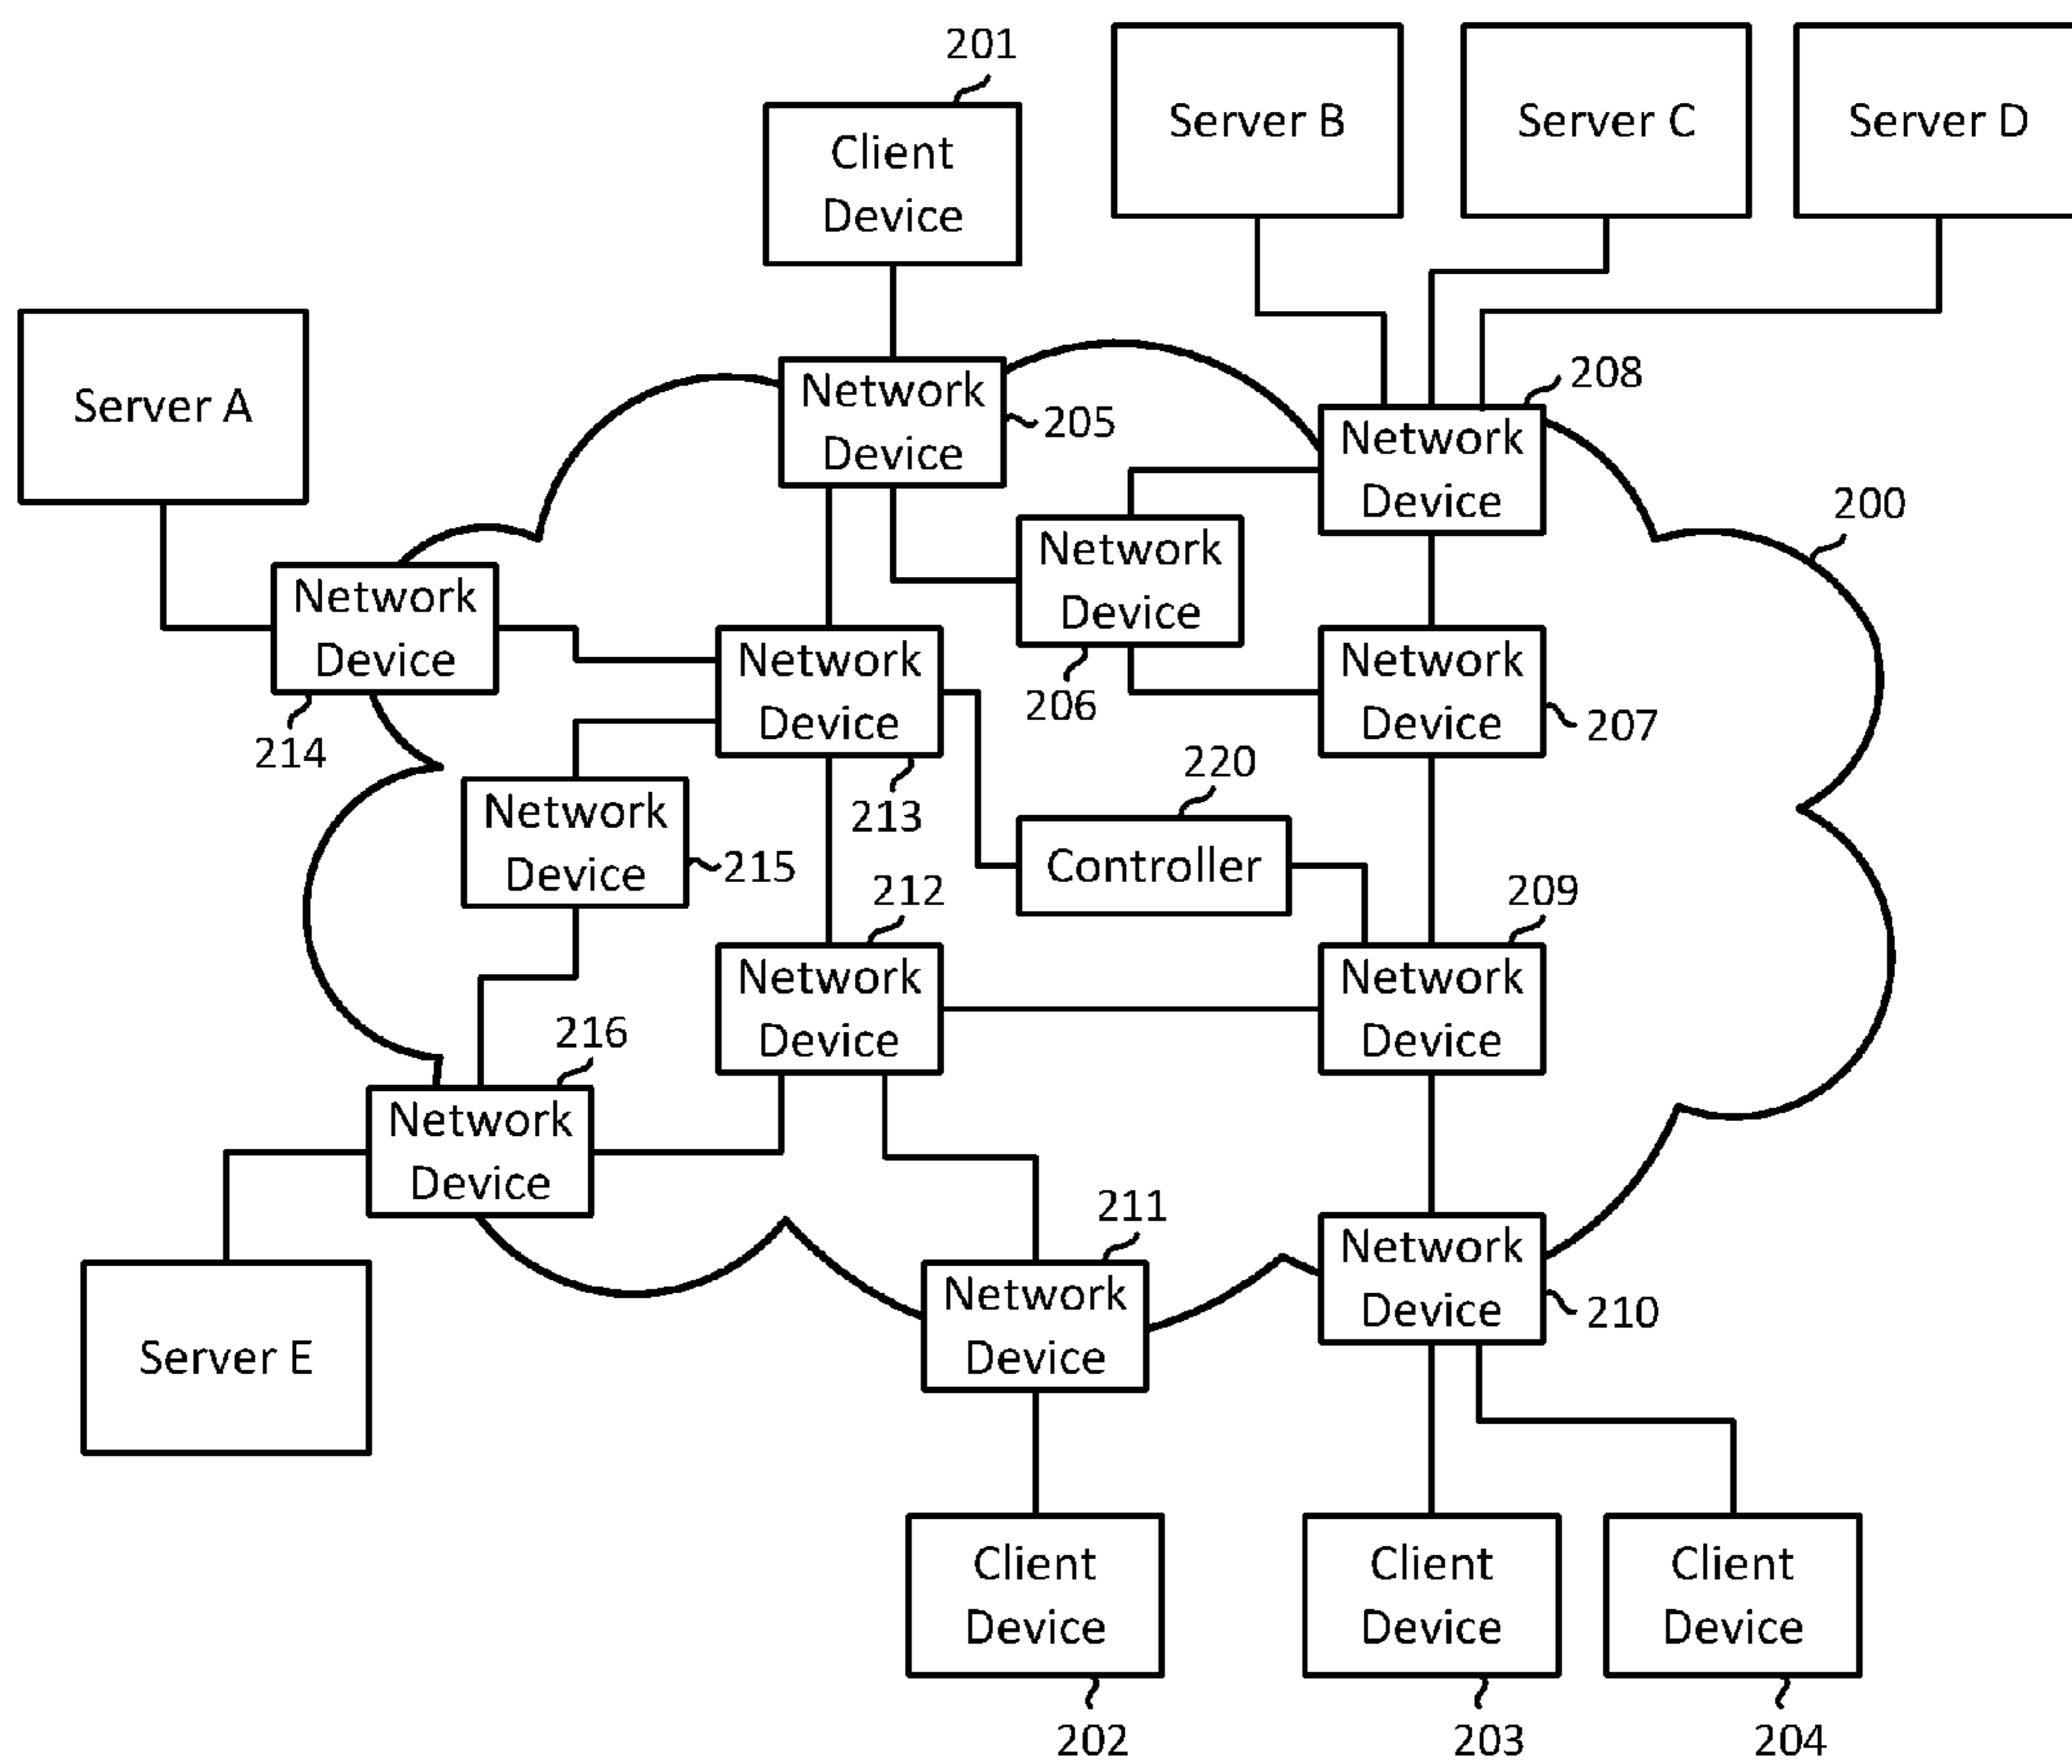 201
Server B
Server C
Server D
Client
Device
Server A
Network
Device
205
208
Network
Device
200
Network
Device
206
Network
Device
214
Network
Device
213
Network
Device
207
220
Controller
Network
Device
215
212
209
Network
Device
Network
Device
216
Network
Device
211
Network
Device
Network
Device
210
Server E
Client
Device
202
Client
Device
203
Client
Device
204